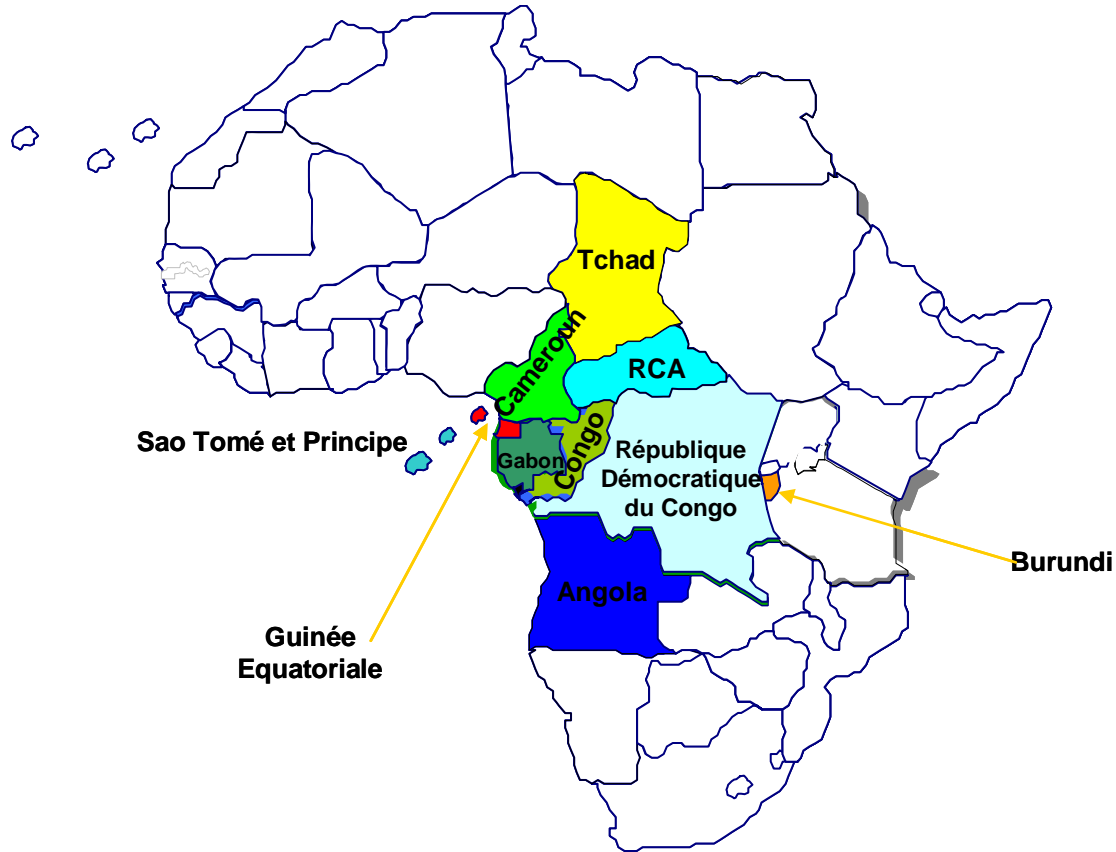 Tchad
Cameroun
RCA
Sao Tomé et Principe
Gabon
Congo
République
Démocratique
du Congo
Burundi
Angola
Guinée
Equatoriale